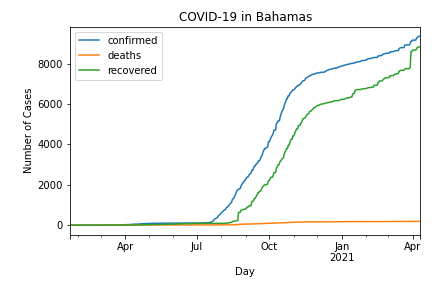 COVID-19 in Bahamas
confirmed
deaths
recovered
Number of Cases
8000
6000
4000
2000
0
Apr
Jul
Oct
Jan
2021
Apr
Day